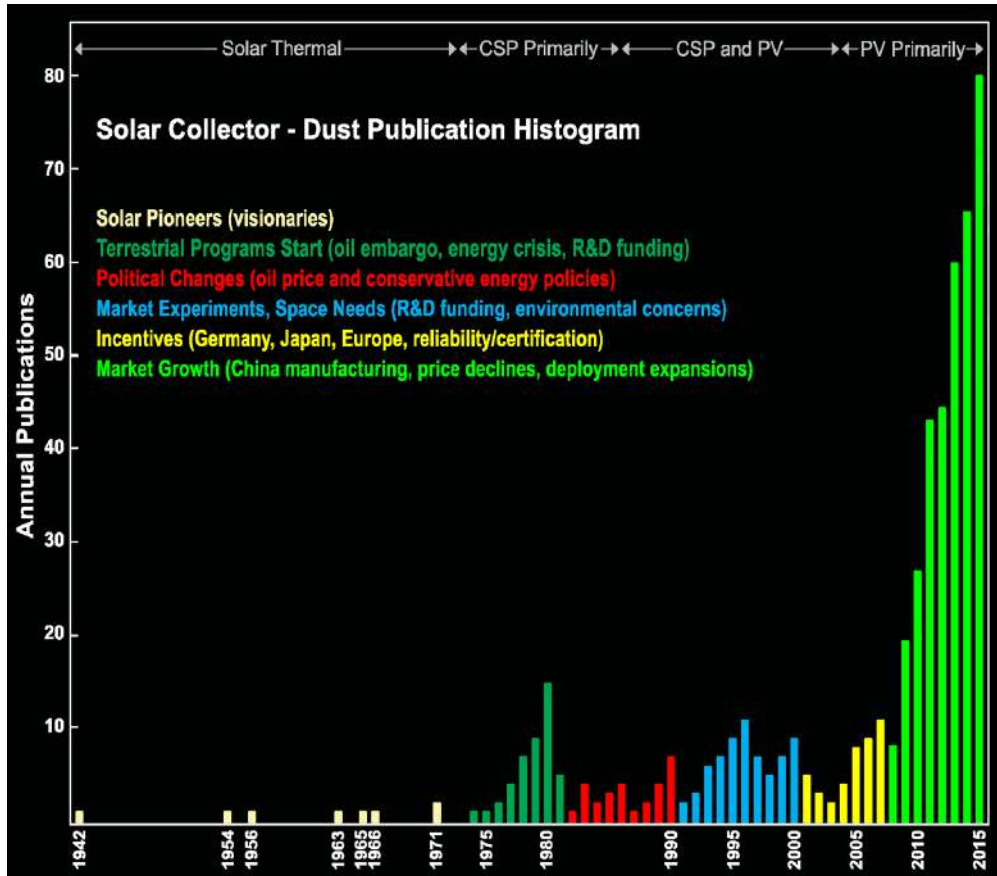 Solar Thermal CSP Primarily CSP and PV PV Primarily
80
Solar Collector - Dust Publication Histogram
70
Solar Pioneers (visionaries)
Terrestrial Programs Start (oil embargo, energy crisis, R&D funding)
60
Political Changes (oil price and conservative energy policies)
Market Experiments, Space Needs (R&D funding, environmental concerns)
Incentives (Germany, Japan, Europe, reliability/certification)
50
Market Growth (China manufacturing, price declines, deployment expansions)
Annual Publications
40
30
20
10
1942 1954 1956 1963 1965 1966 1971 1975 1980 1990 1995 2000 2005 2010 2015